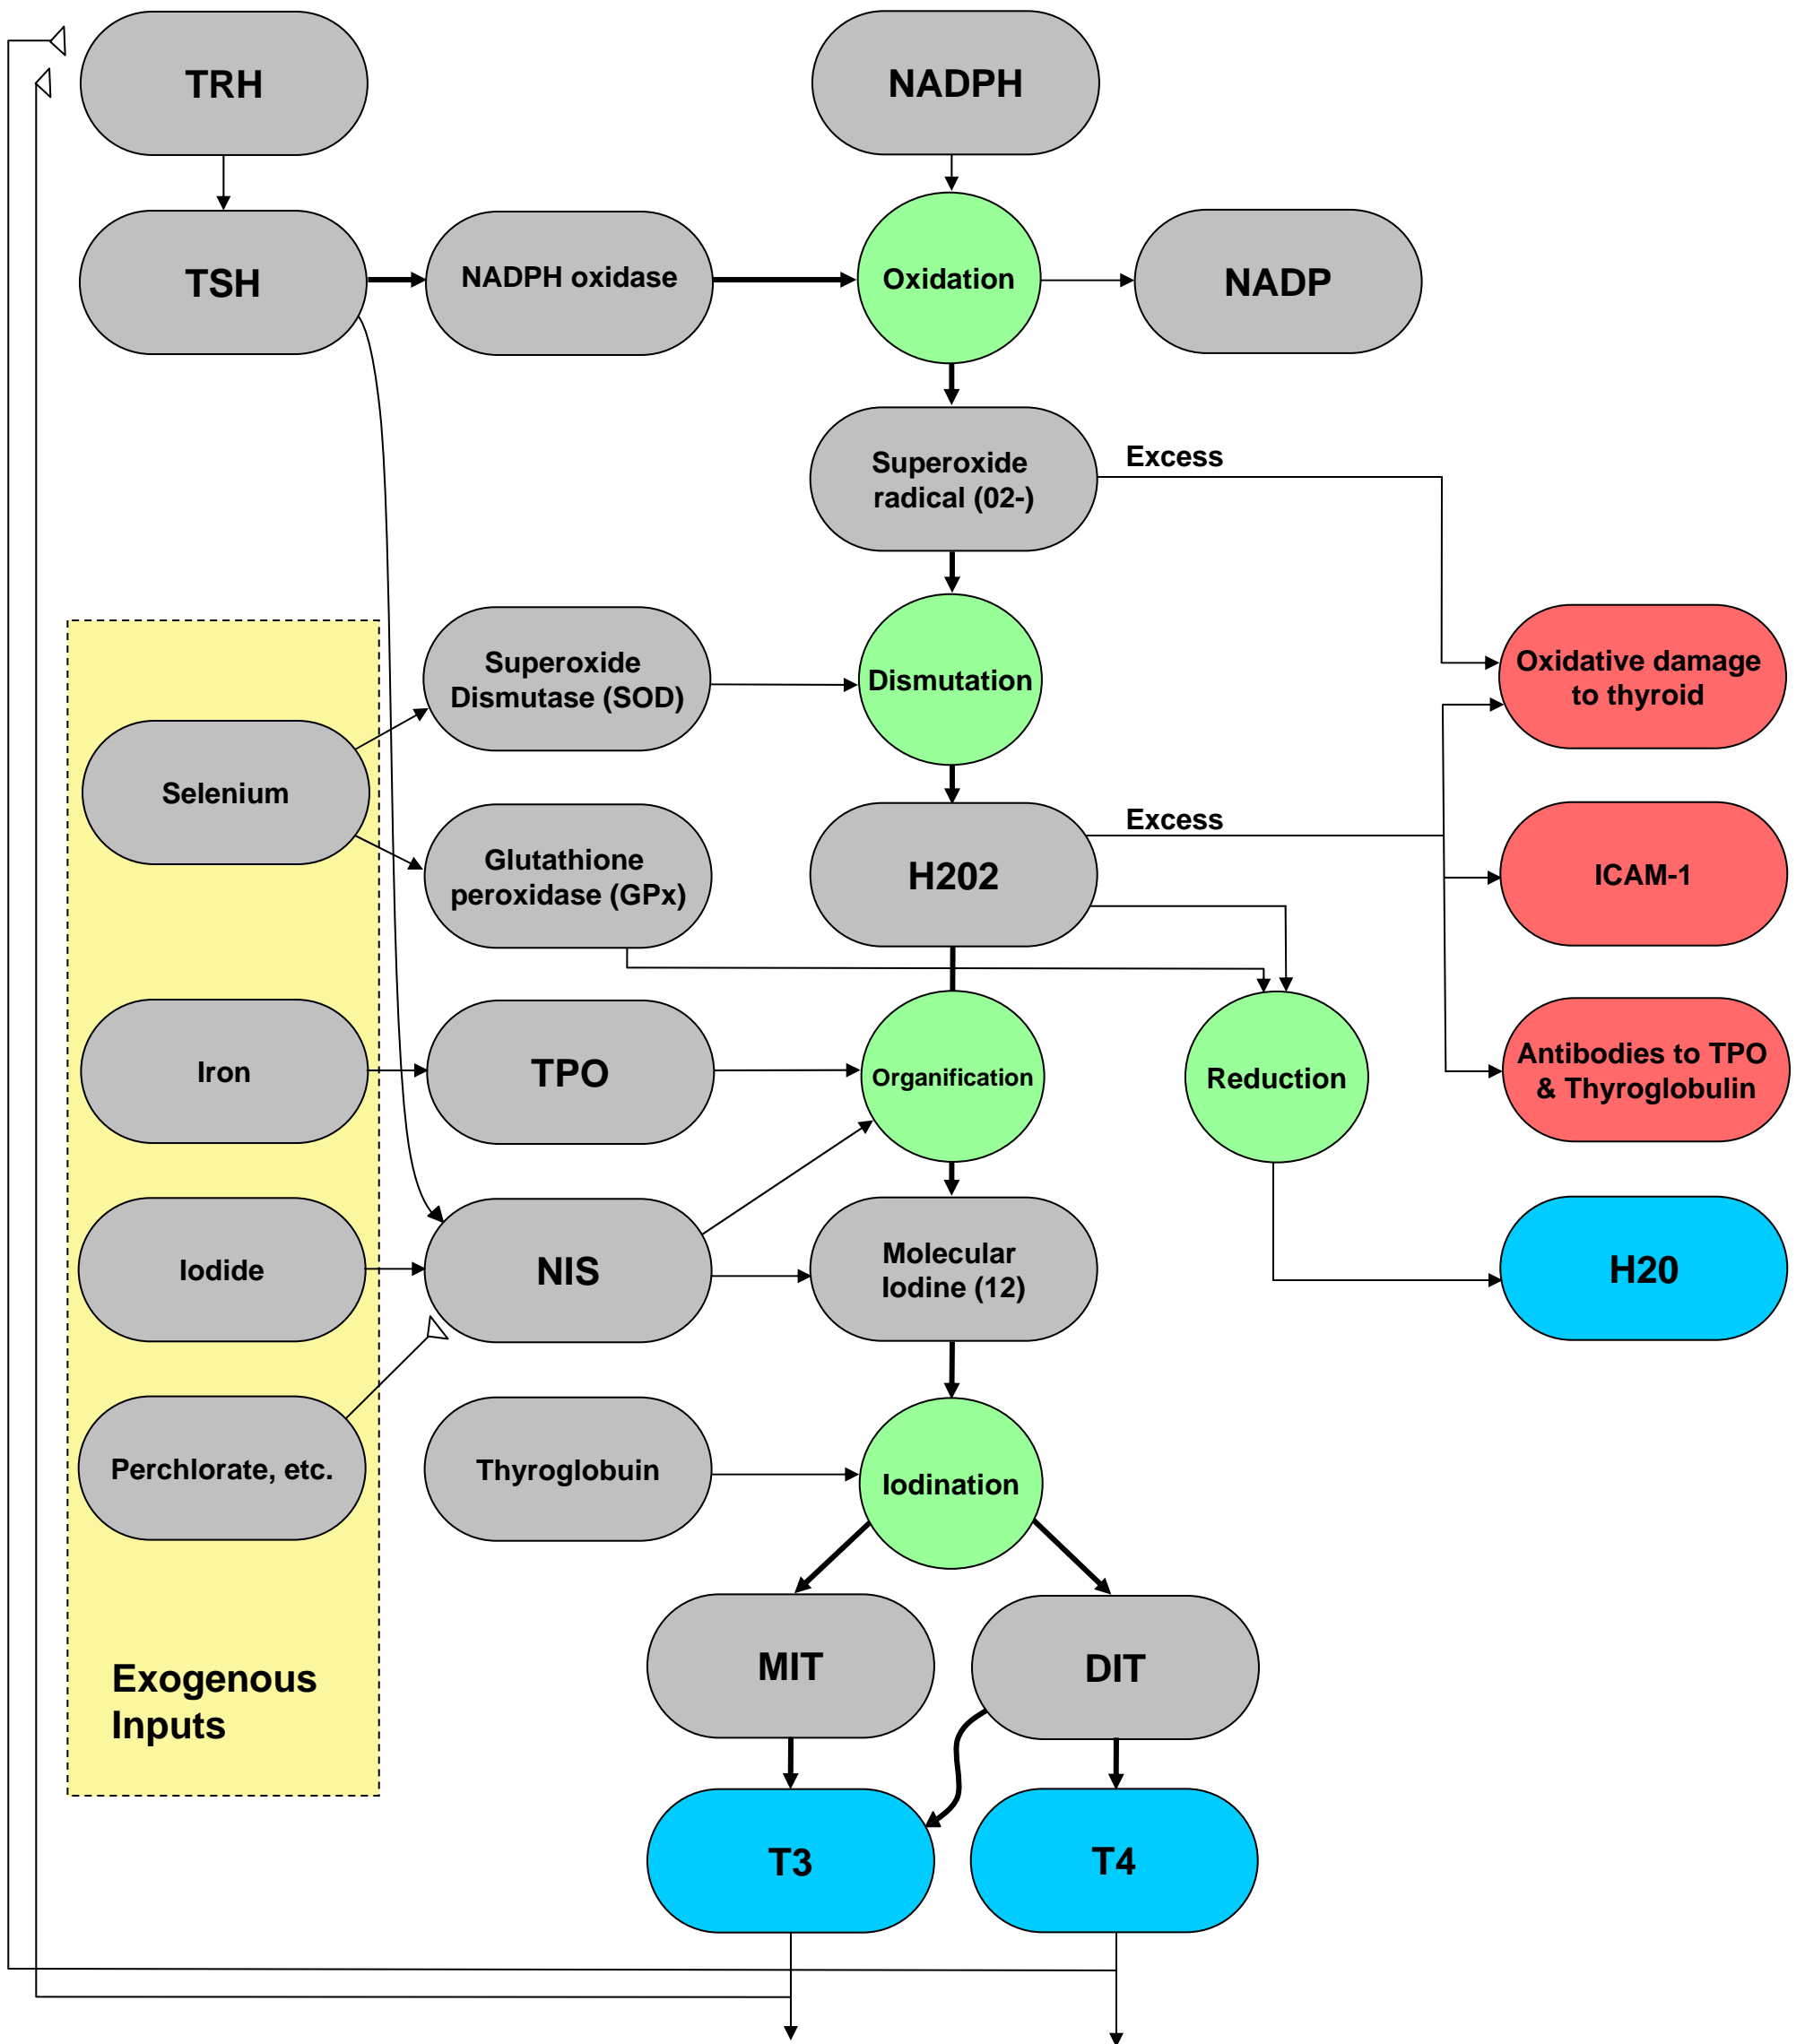 TRH
NADPH
TSH
NADPH oxidase
Oxidation
NADP
Superoxide
radical (02-)
Excess
Superoxide
Dismutase (SOD)
Dismutation
Oxidative damage
to thyroid
Selenium
Glutathione
peroxidase (GPx)
H202
Excess
ICAM-1
Iron
TPO
Organification
Reduction
Antibodies to TPO
& Thyroglobulin
Iodide
NIS
Molecular
Iodine (12)
H20
Perchlorate, etc.
Thyroglobuin
Iodination
Exogenous
Inputs
MIT
DIT
T3
T4